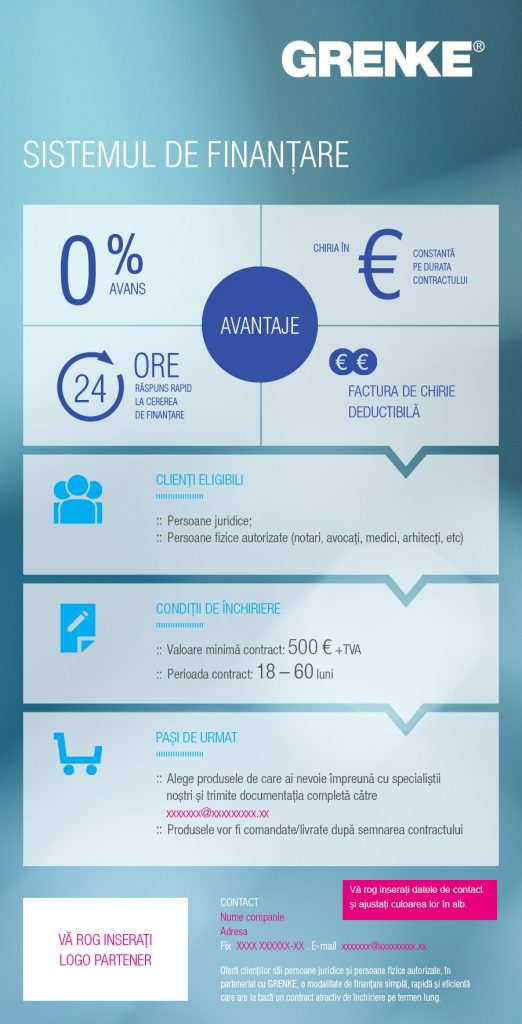 GRENKE®
SISTEMUL DE FINANȚARE
0%
AVANS
CHIRIA ÎN
€
CONSTANTĂ
PE DURATA
CONTRACTULUI
AVANTAJE
24
ORE
RĂSPUNS RAPID
LA CEREREA
DE FINANȚARE
€ €
FACTURA DE CHIRIE
DEDUCTIBILĂ
CLIENȚI ELIGIBILI
:: Persoane juridice;
:: Persoane fizice autorizate (notari, avocați, medici, arhitecți, etc)
CONDIȚII DE ÎNCHIRIERE
:: Valoare minimă contract: 500 € +TVA
:: Perioada contract: 18 – 60 luni
PAȘI DE URMAT
:: Alege produsele de care ai nevoie împreună cu specialiștii
noștri și trimite documentația completă către
xxxxxxx@xxxxxxxxx.xx
:: Produsele vor fi comandate/livrate după semnarea contractului
VĂ ROG INSERAȚI
LOGO PARTENER
CONTACT
Nume companie
Adresa
Fix XXXX XXXXXX-XX . E-mail xxxxxxx@xxxxxxxxx.xx
Vă rog inserați datele de contact
și ajustați culoarea lor în alb.
Oferă clienților săi persoane juridice și persoane fizice autorizate, în
parteneriat cu GRENKE, o modalitate de finanțare simplă, rapidă și eficientă
care are la bază un contract atractiv de închiriere pe termen lung.